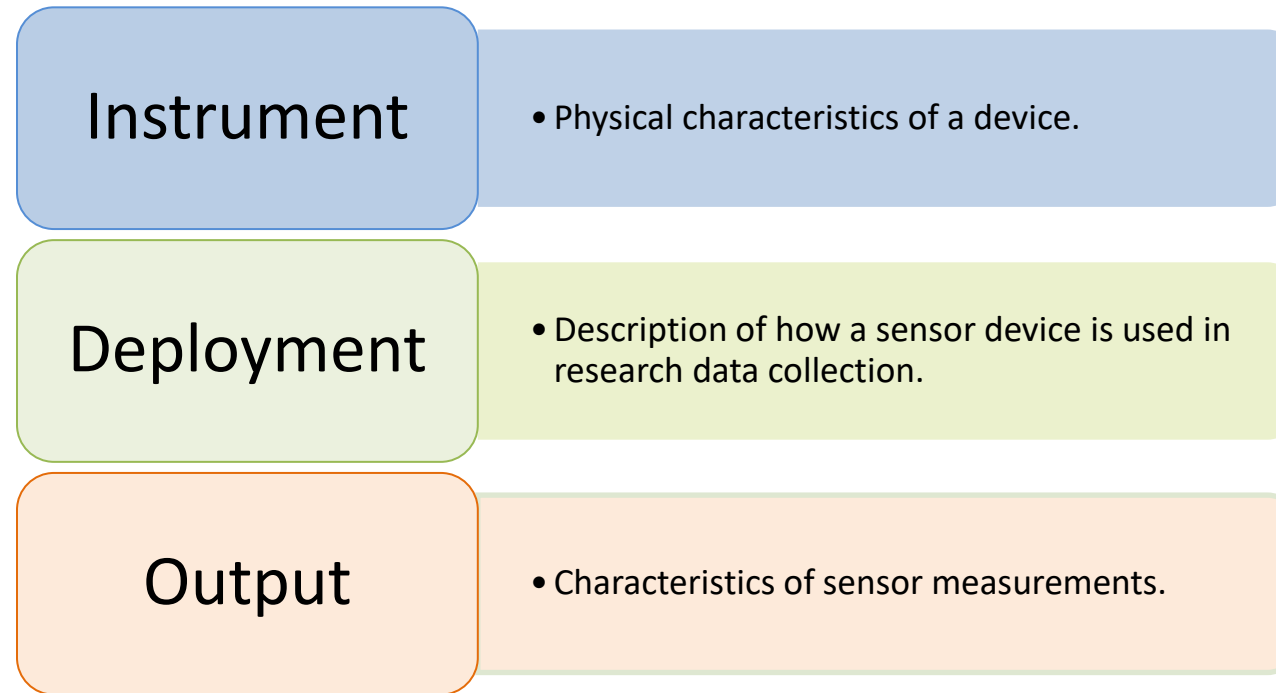 Instrument
• Physical characteristics of a device.
Deployment
• Description of how a sensor device is used in
research data collection.
Output
• Characteristics of sensor measurements.